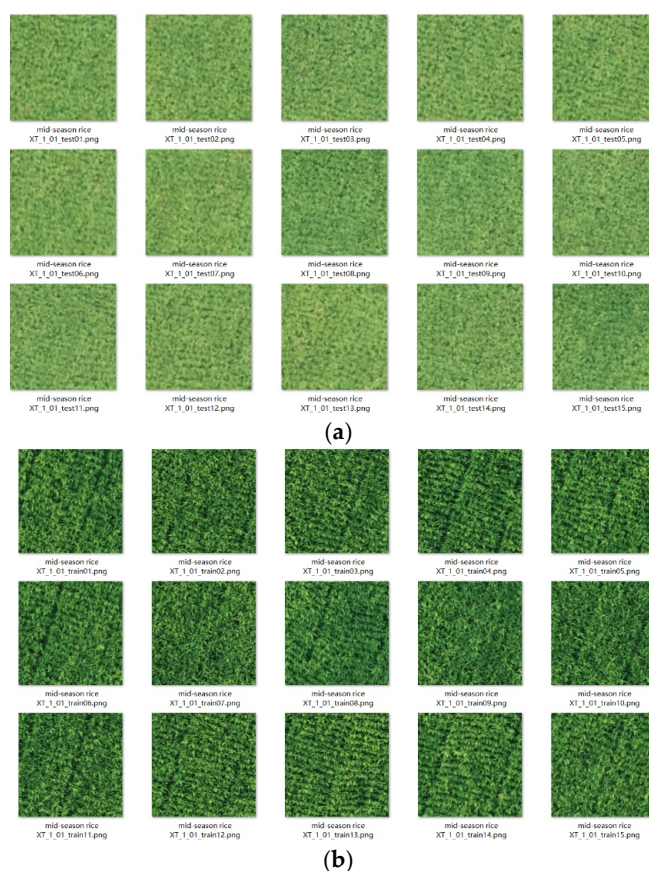 mid-season rice mid-season rice mid-season rice mid-season rice mid-season rice
XT_1_01_test01.png XT_1_01_test02.png XT_1_01_test03.png XT_1_01_test04.png XT_1_01_test05.png
mid-season rice mid-season rice mid-season rice mid-season rice mid-season rice
XT_1_01_test06.png XT_1_01_test07.png XT_1_01_test08.png XT_1_01_test09.png XT_1_01_test10.png
mid-season rice mid-season rice mid-season rice mid-season rice mid-season rice
XT_1_01_test11.png XT_1_01_test12.png XT_1_01_test13.png XT_1_01_test14.png XT_1_01_test15.png
(a)
mid-season rice mid-season rice mid-season rice mid-season rice mid-season rice
XT_1_01_train01.png XT_1_01_train02.png XT_1_01_train03.png XT_1_01_train04.png XT_1_01_train05.png
mid-season rice mid-season rice mid-season rice mid-season rice mid-season rice
XT_1_01_train06.png XT_1_01_train07.png XT_1_01_train08.png XT_1_01_train09.png XT_1_01_train10.png
mid-season rice mid-season rice mid-season rice mid-season rice mid-season rice
XT_1_01_train11.png XT_1_01_train12.png XT_1_01_train13.png XT_1_01_train14.png XT_1_01_train15.png
(b)